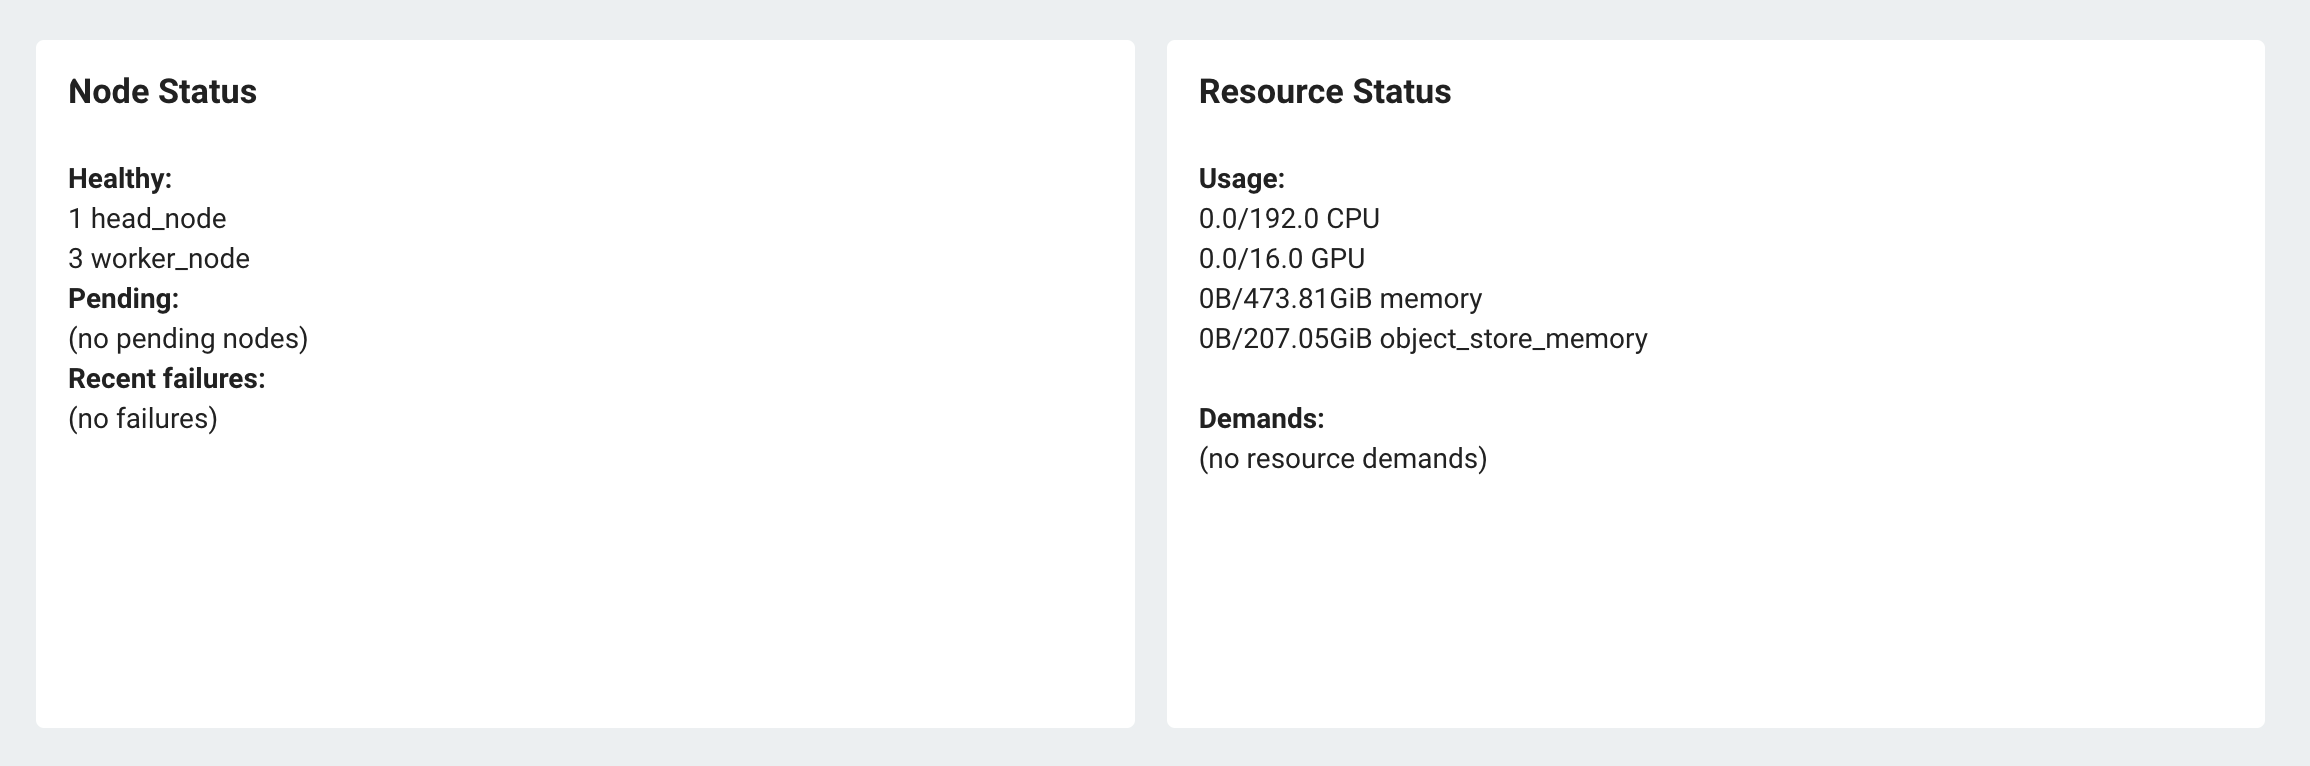 Node Status
Healthy:
1 head_node
3 worker_node
Pending:
(no pending nodes)
Recent failures:
(no failures)
Resource Status
Usage:
0.0/192.0 CPU
0.0/16.0 GPU
0B/473.81GiB memory
0B/207.05GiB object_store_memory
Demands:
(no resource demands)